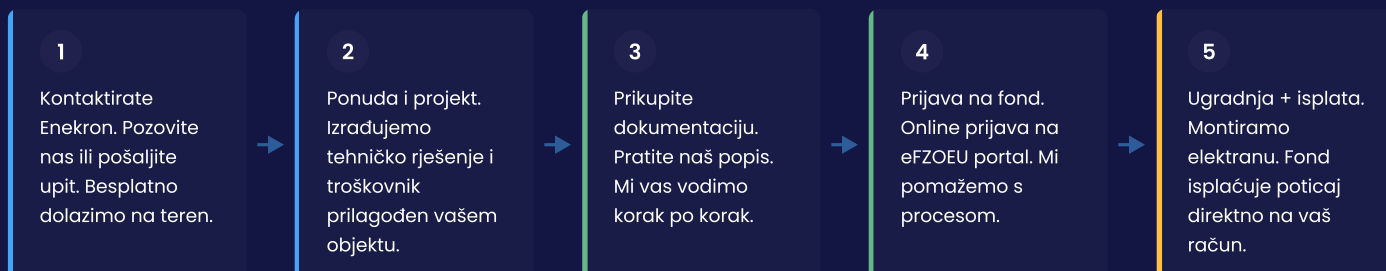 1
Kontaktirate
Enekron. Pozovite
nas ili pošaljite
upit. Besplatno
dolazimo na teren.
2
Ponuda i projekt.
Izrađujemo
tehničko rješenje i
troškovnik
prilagođen vašem
objektu.
3
Prikupite
dokumentaciju.
Pratite naš popis.
Mi vas vodimo
korak po korak.
4
Prijava na fond.
Online prijava na
eFZOEU portal. Mi
pomažemo s
procesom.
5
Ugradnja + isplata.
Montiramo
elektranu. Fond
isplaćuje poticaj
direktno na vaš
račun.